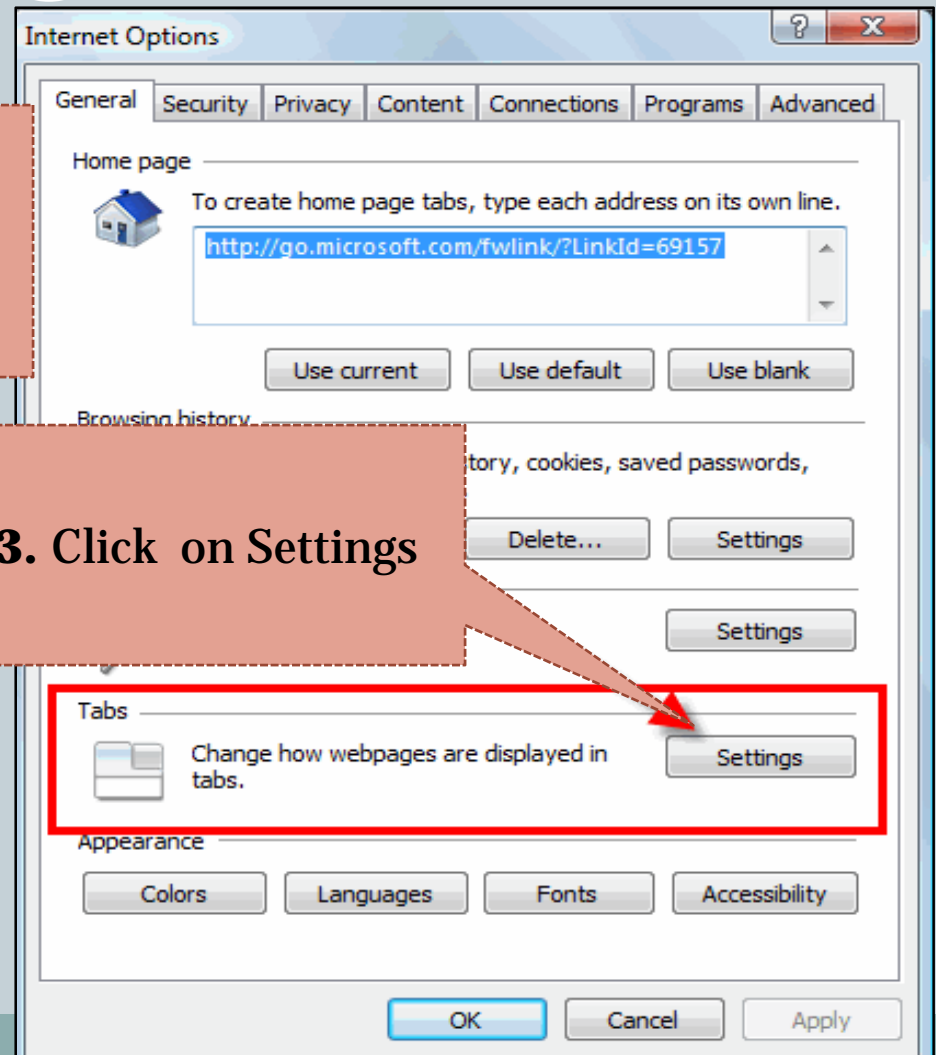 Internet Options
?
X
General Security Privacy Content Connections Programs Advanced
Home page
To create home page tabs, type each address on its own line.
http://go.microsoft.com/fwlink/?LinkId=69157
Use current Use default Use blank
Browsing history
cookies, saved passwords,
3. Click on Settings
Delete... Settings
Settings
Tabs
Change how webpages are displayed in
tabs.
Settings
Appearance
Colors Languages Fonts Accessibility
OK Cancel Apply